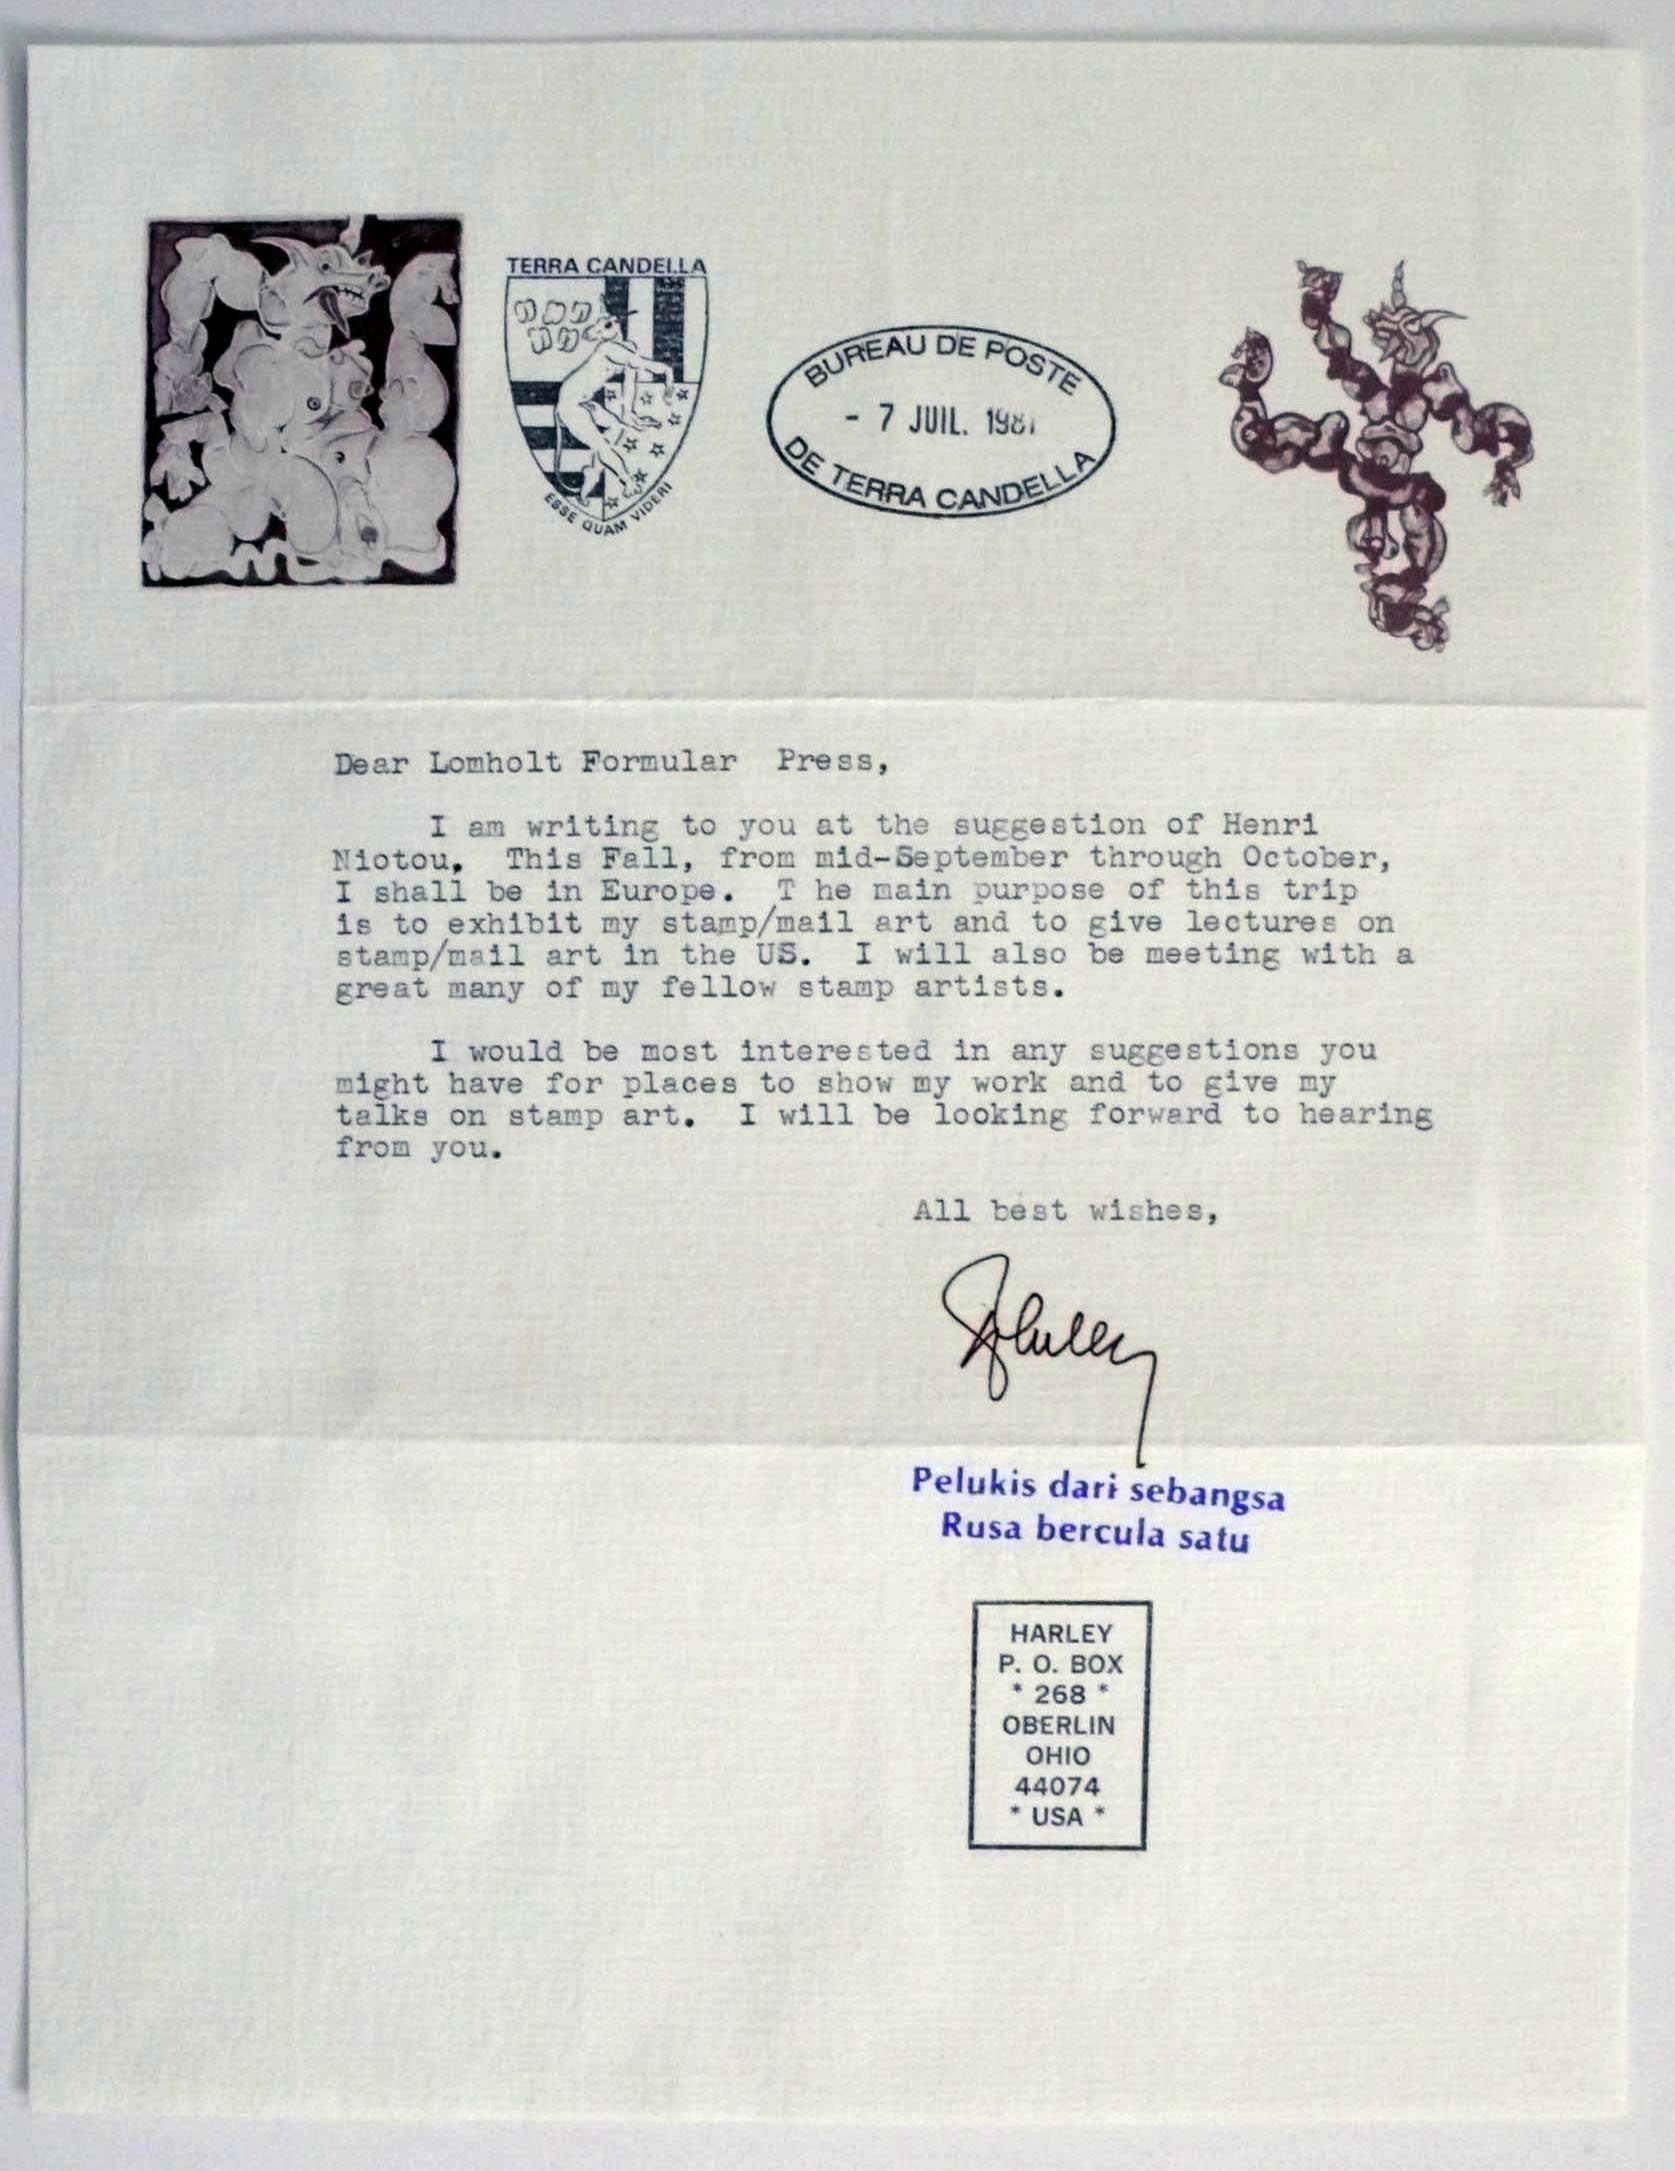 TERRA CANDELLA
ESSE QUAM VIDERI
BUREAU DE POSTE
- 7 JUIL. 1981
DE TERRA CANDELLA
Dear Lomholt Formular  Press,
I am writing to you at the suggestion of Henri
Niotou.  This Fall, from mid-September through October,
I shall be in Europe.  T he main purpose of this trip
is to exhibit my stamp/mail art and to give lectures on
stamp/mail art in the US.  I will also be meeting with a
great many of my fellow stamp artists.
I would be most interested in any suggestions you
might have for places to show my work and to give my
talks on stamp art.  I will be looking forward to hearing
from you.
All best wishes,
Harley
Pelukis dari sebangsa
Rusa bercula satu
HARLEY
P. O. BOX
* 268 *
OBERLIN
OHIO
44074
* USA *